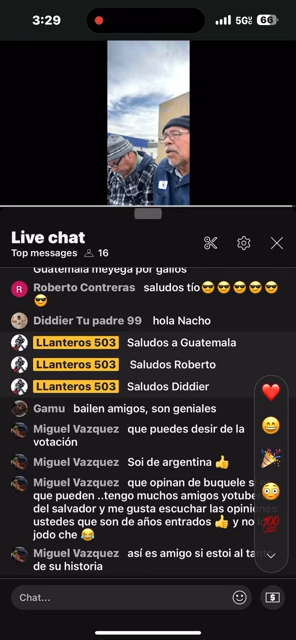 3:29
5GE 66
Live chat
Top messages 16
Guatemala meyega por gallos
R Roberto Contreras saludos tío😎😎😎😎😎
😎
Diddier Tu padre 99 hola Nacho
LLanteros 503 Saludos a Guatemala
LLanteros 503 Saludos Roberto
LLanteros 503 Saludos Diddier
Gamu bailen amigos, son geniales
Miguel Vazquez que puedes desir de la
votación
Miguel Vazquez Soi de argentina 👍
Miguel Vazquez que opinan de buquele
que pueden ..tengo muchos amigos yotube
del salvador y me gusta escuchar las
ustedes que son de años entrados 👍 y
jodo che 😂
Miguel Vazquez así es amigo si estoi al
de su historia
Chat...